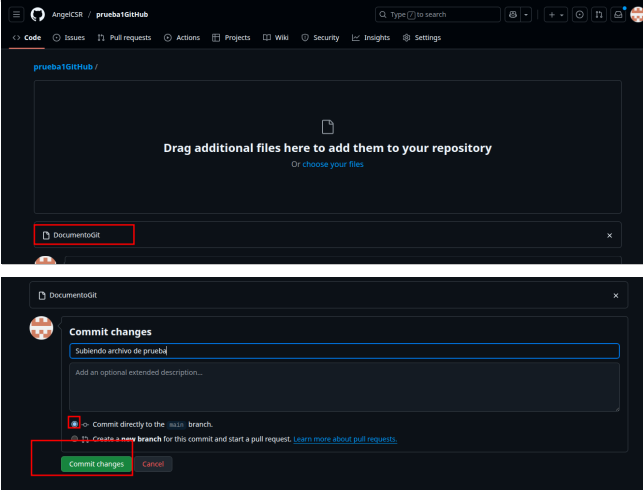 AngelCSR / prueba1GitHub
Type / to search
Code Issues Pull requests Actions Projects Wiki Security Insights Settings
prueba1GitHub /
Drag additional files here to add them to your repository
Or choose your files
DocumentoGit
DocumentoGit
Commit changes
Subiendo archivo de prueba
Add an optional extended description...
Commit directly to the main branch.
Create a new branch for this commit and start a pull request. Learn more about pull requests.
Commit changes Cancel